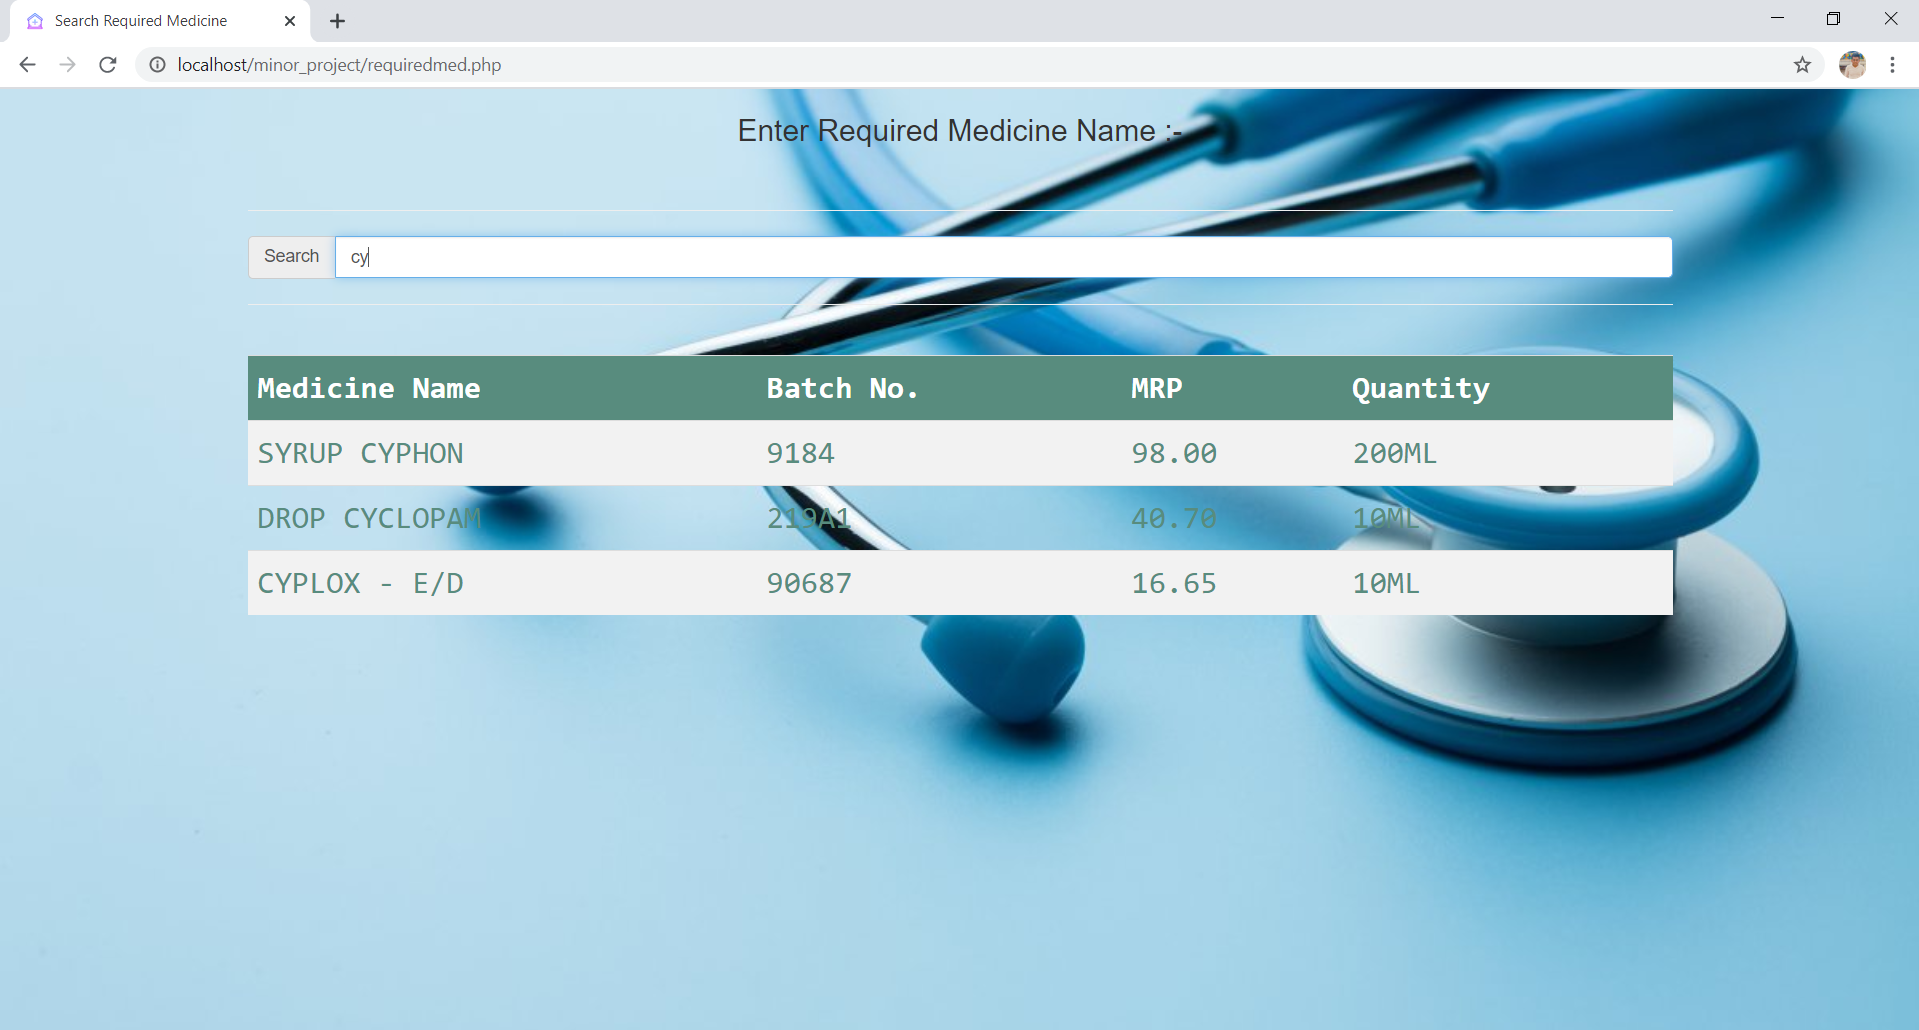 Search Required Medicine
localhost/minor_project/requiredmed.php
Enter Required Medicine Name :-
Search cy
Medicine Name Batch No. MRP Quantity
SYRUP CYPHON 9184 98.00 200ML
DROP CYCLOPAM 219A1 40.70 10ML
CYPLOX - E/D 90687 16.65 10ML